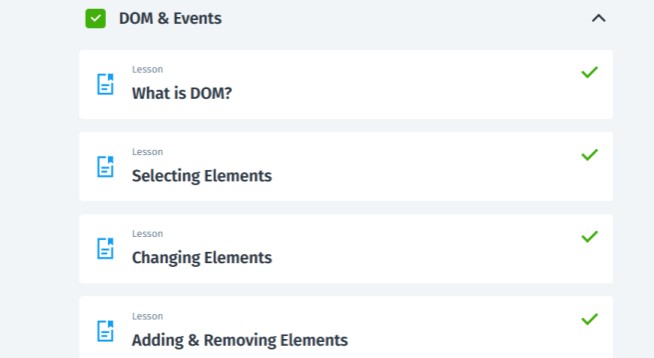 DOM & Events
Lesson
What is DOM?
Lesson
Selecting Elements
Lesson
Changing Elements
Lesson
Adding & Removing Elements